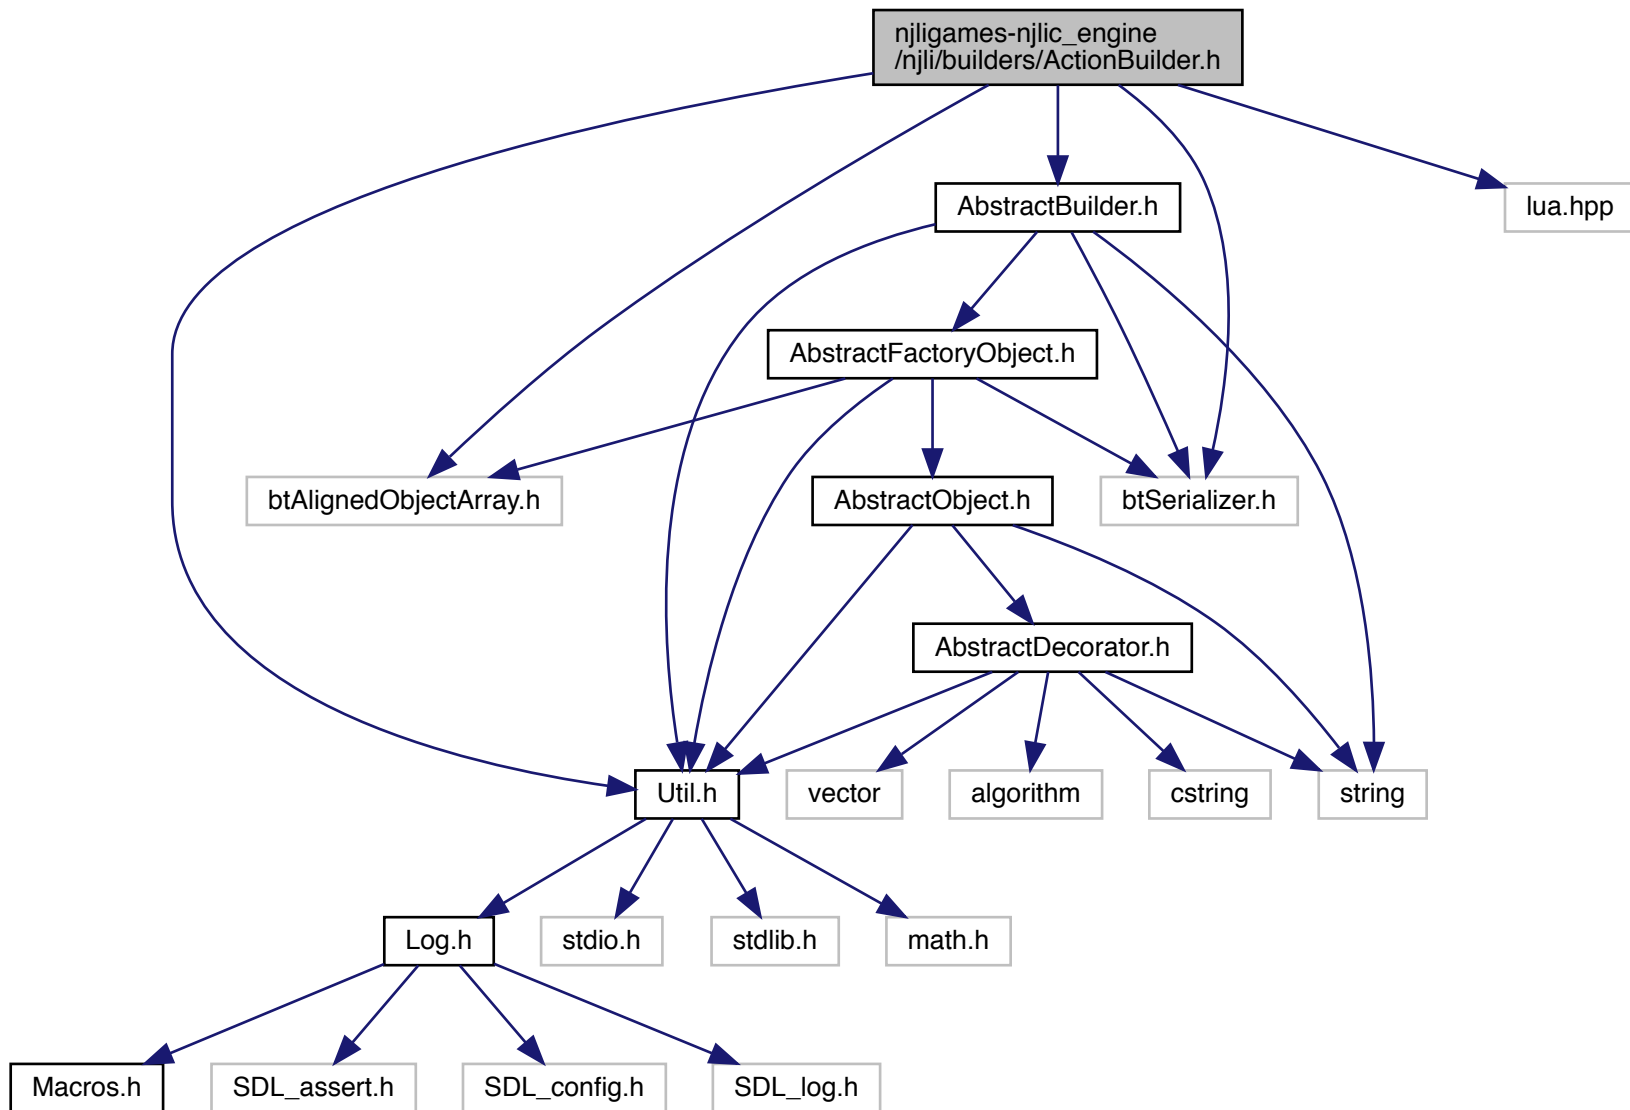 njligames-njlic_engine
/njli/builders/ActionBuilder.h
AbstractBuilder.h
lua.hpp
AbstractFactoryObject.h
btAlignedObjectArray.h
AbstractObject.h
btSerializer.h
AbstractDecorator.h
Util.h
vector
algorithm
cstring
string
Log.h
stdio.h
stdlib.h
math.h
Macros.h
SDL_assert.h
SDL_config.h
SDL_log.h